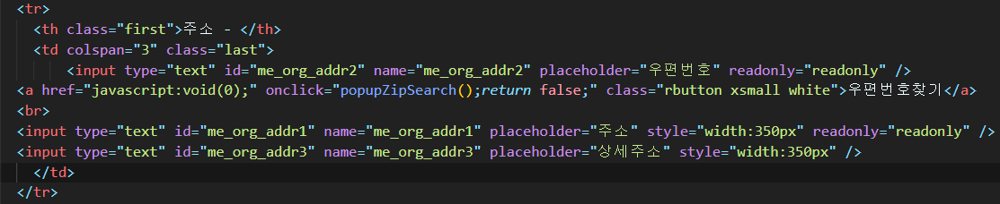 <tr>
<th class="first">주소 - </th>
<td colspan="3" class="last">
<input type="text" id="me_org_addr2" name="me_org_addr2" placeholder="우편번호" readonly="readonly" />
<a href="javascript:void(0);" onclick="popupZipSearch();return false;" class="rbutton xsmall white">우편번호찾기</a>
<br>
<input type="text" id="me_org_addr1" name="me_org_addr1" placeholder="주소" style="width:350px" readonly="readonly" />
<input type="text" id="me_org_addr3" name="me_org_addr3" placeholder="상세주소" style="width:350px" />
</td>
</tr>